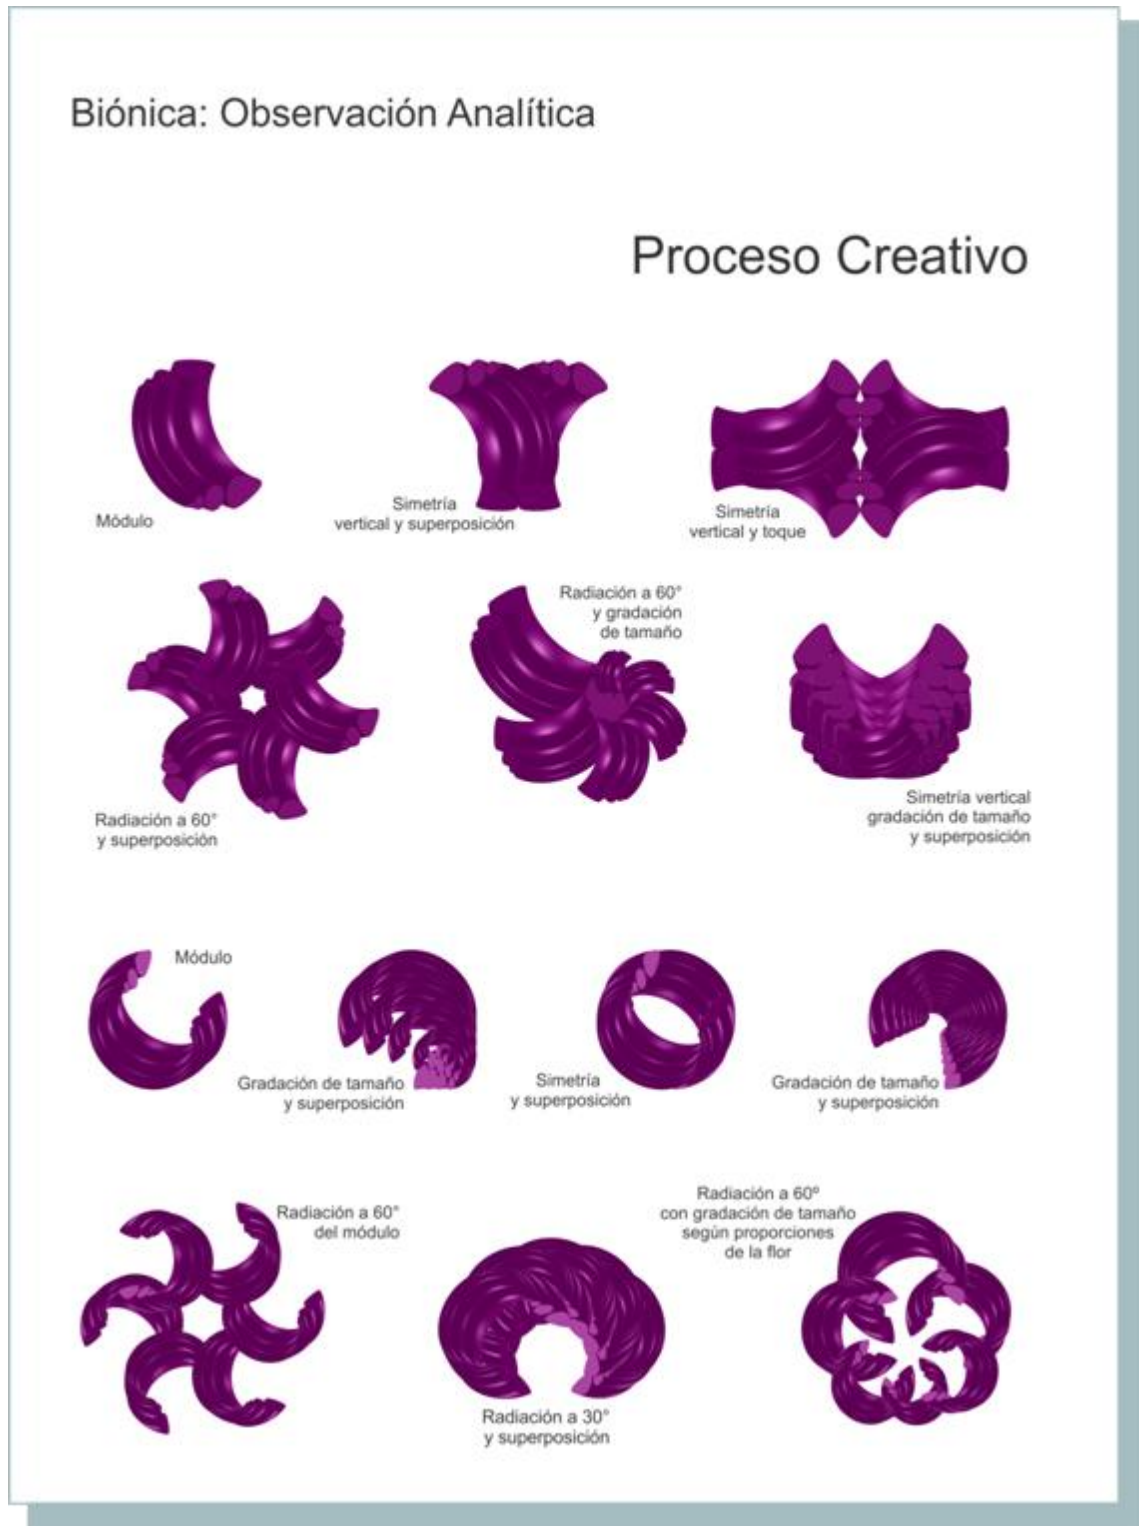 Biónica: Observación Analítica
Proceso Creativo
Módulo
Simetría
vertical y superposición
Simetría
vertical y toque
Radiación a 60°
y superposición
Radiación a 60°
y gradación
de tamaño
Simetría vertical
gradación de tamaño
y superposición
Módulo
Gradación de tamaño
y superposición
Simetría
y superposición
Gradación de tamaño
y superposición
Radiación a 60°
del módulo
Radiación a 30°
y superposición
Radiación a 60º
con gradación de tamaño
según proporciones
de la flor